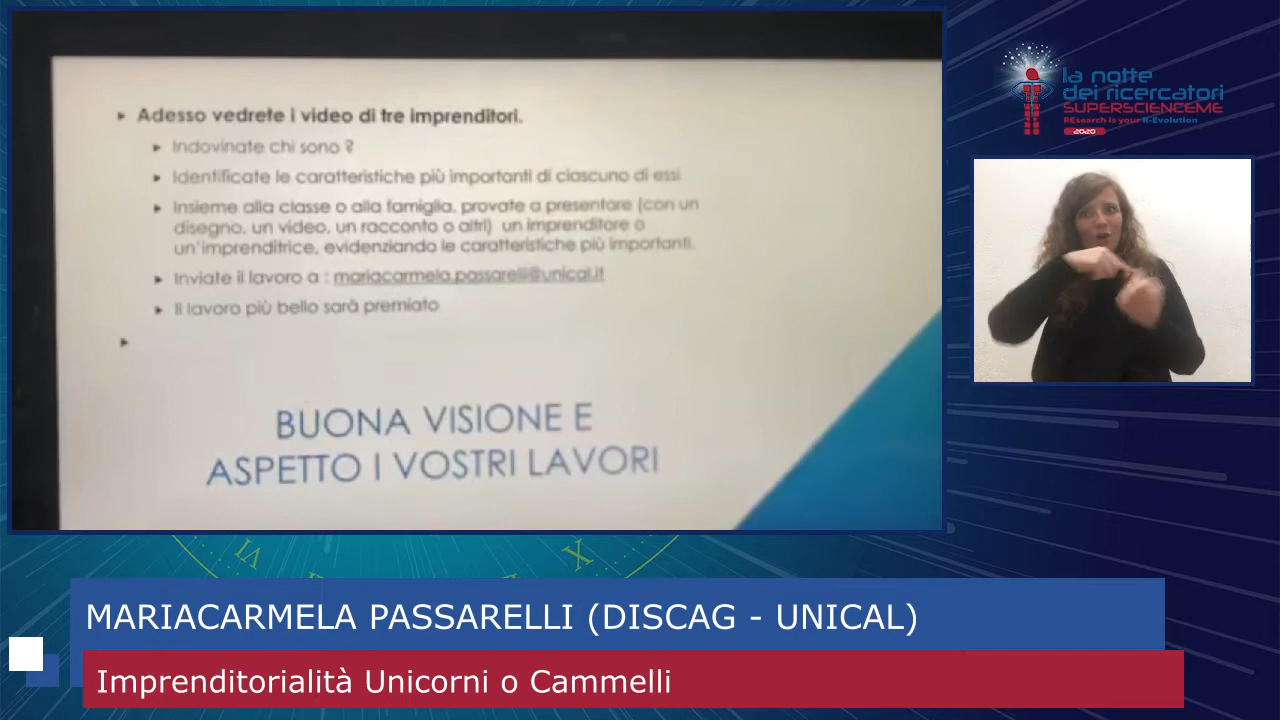 Adesso vedrete i video di tre imprenditori.
Indovinate chi sono ?
Identificate le caratteristiche più importanti di ciascuno di essi
Insieme alla classe o alla famiglia, provate a presentare (con un
disegno, un video, un racconto o altri) un imprenditore o
un'imprenditrice, evidenziando le caratteristiche più importanti.
Inviate il lavoro a : mariacarmela.passarelli@unical.it
Il lavoro più bello sarà premiato
BUONA VISIONE E
ASPETTO I VOSTRI LAVORI
la notte
dei ricercatori
SUPERSCIENCEME
REsearch is your R-Evolution
2020
VI
X
MARIACARMELA PASSARELLI (DISCAG - UNICAL)
Imprenditorialità Unicorni o Cammelli